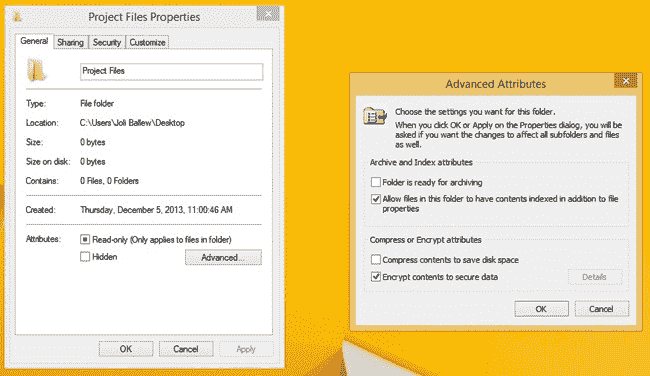 Project Files Properties
General Sharing Security Customize
Project Files
Type: File folder
Location: C:\Users\Joli Ballew\Desktop
Size: 0 bytes
Size on disk: 0 bytes
Contains: 0 Files, 0 Folders
Created: Thursday, December 5, 2013, 11:00:46 AM
Attributes: Read-only (Only applies to files in folder)
Hidden Advanced...
OK Cancel Apply
Advanced Attributes
Choose the settings you want for this folder.
When you click OK or Apply on the Properties dialog, you will be
asked if you want the changes to affect all subfolders and files
as well.
Archive and Index attributes
Folder is ready for archiving
Allow files in this folder to have contents indexed in addition to file
properties
Compress or Encrypt attributes
Compress contents to save disk space
Encrypt contents to secure data Details
OK Cancel